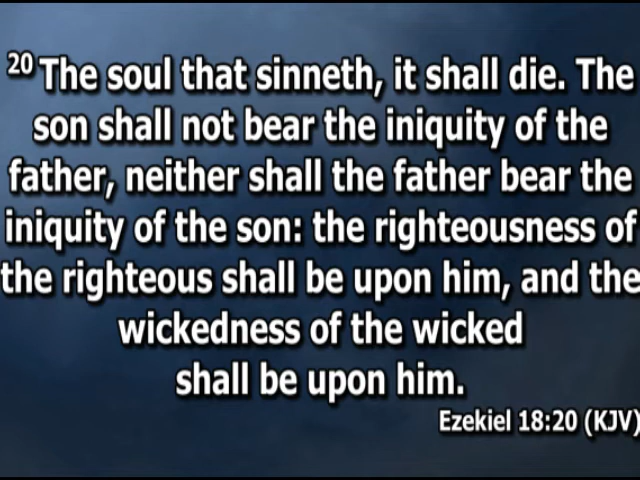 20 The soul that sinneth, it shall die. The
son shall not bear the iniquity of the
father, neither shall the father bear the
iniquity of the son: the righteousness of
the righteous shall be upon him, and the
wickedness of the wicked
shall be upon him.
Ezekiel 18:20 (KJV)